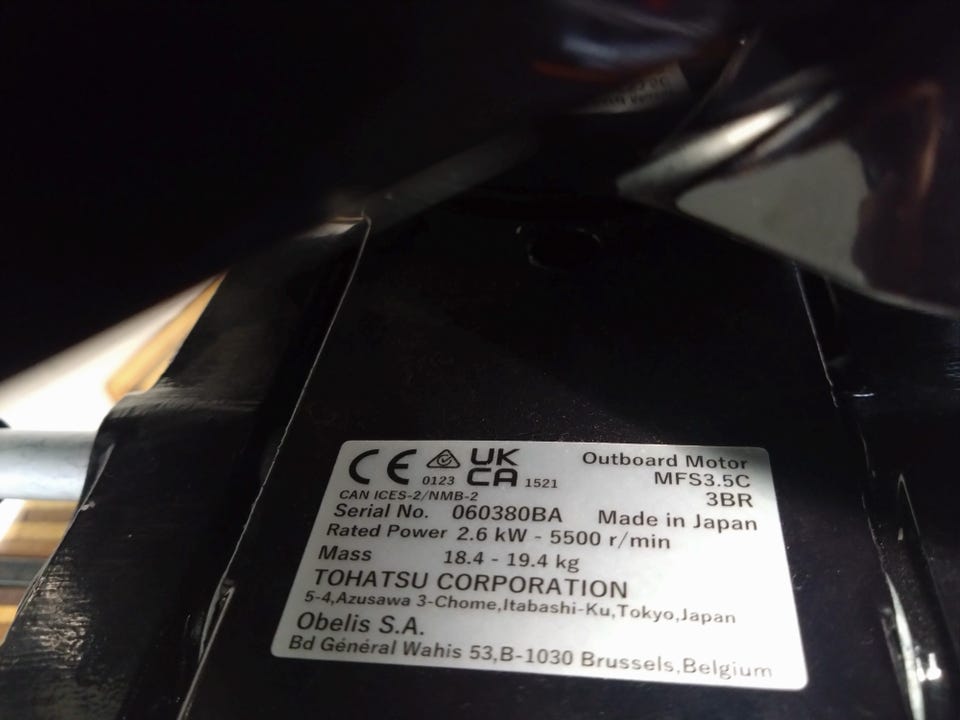 CE 0123 UK CA 1521 Outboard Motor
MFS3.5C
CAN ICES-2/NMB-2 3BR
Serial No. 060380BA Made in Japan
Rated Power 2.6 kW - 5500 r/min
Mass 18.4 - 19.4 kg
TOHATSU CORPORATION
5-4,Azusawa 3-Chome,Itabashi-Ku,Tokyo,Japan
Obelis S.A.
Bd Général Wahis 53,B-1030 Brussels,Belgium